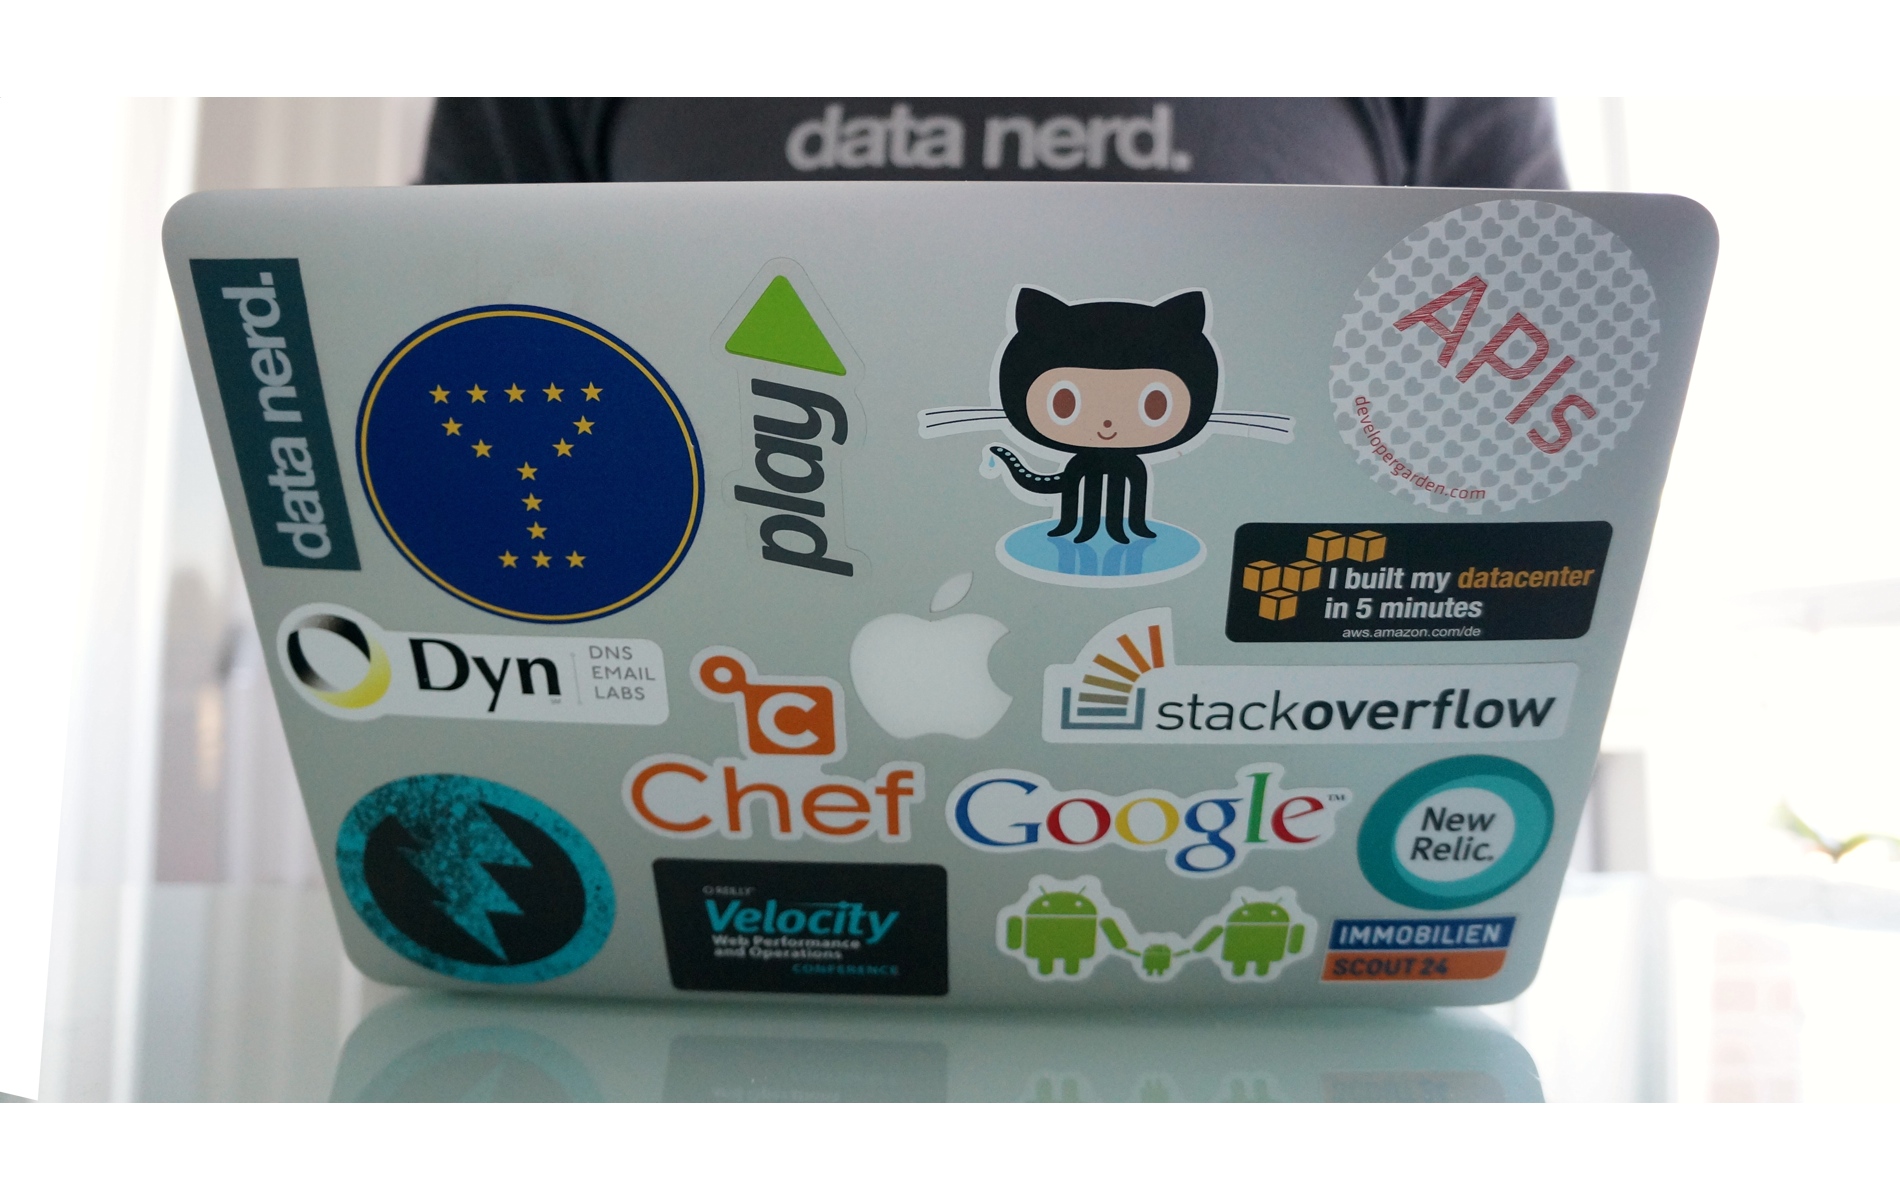 data nerd.
data nerd.
play
APIs
developergarden.com
I built my datacenter
in 5 minutes
aws.amazon.com/de
Dyn
DNS
EMAIL
LABS
Chef
stackoverflow
Google™
New
Relic.
O'REILLY®
Velocity
Web Performance
and Operations
CONFERENCE
IMMOBILIEN
SCOUT 24